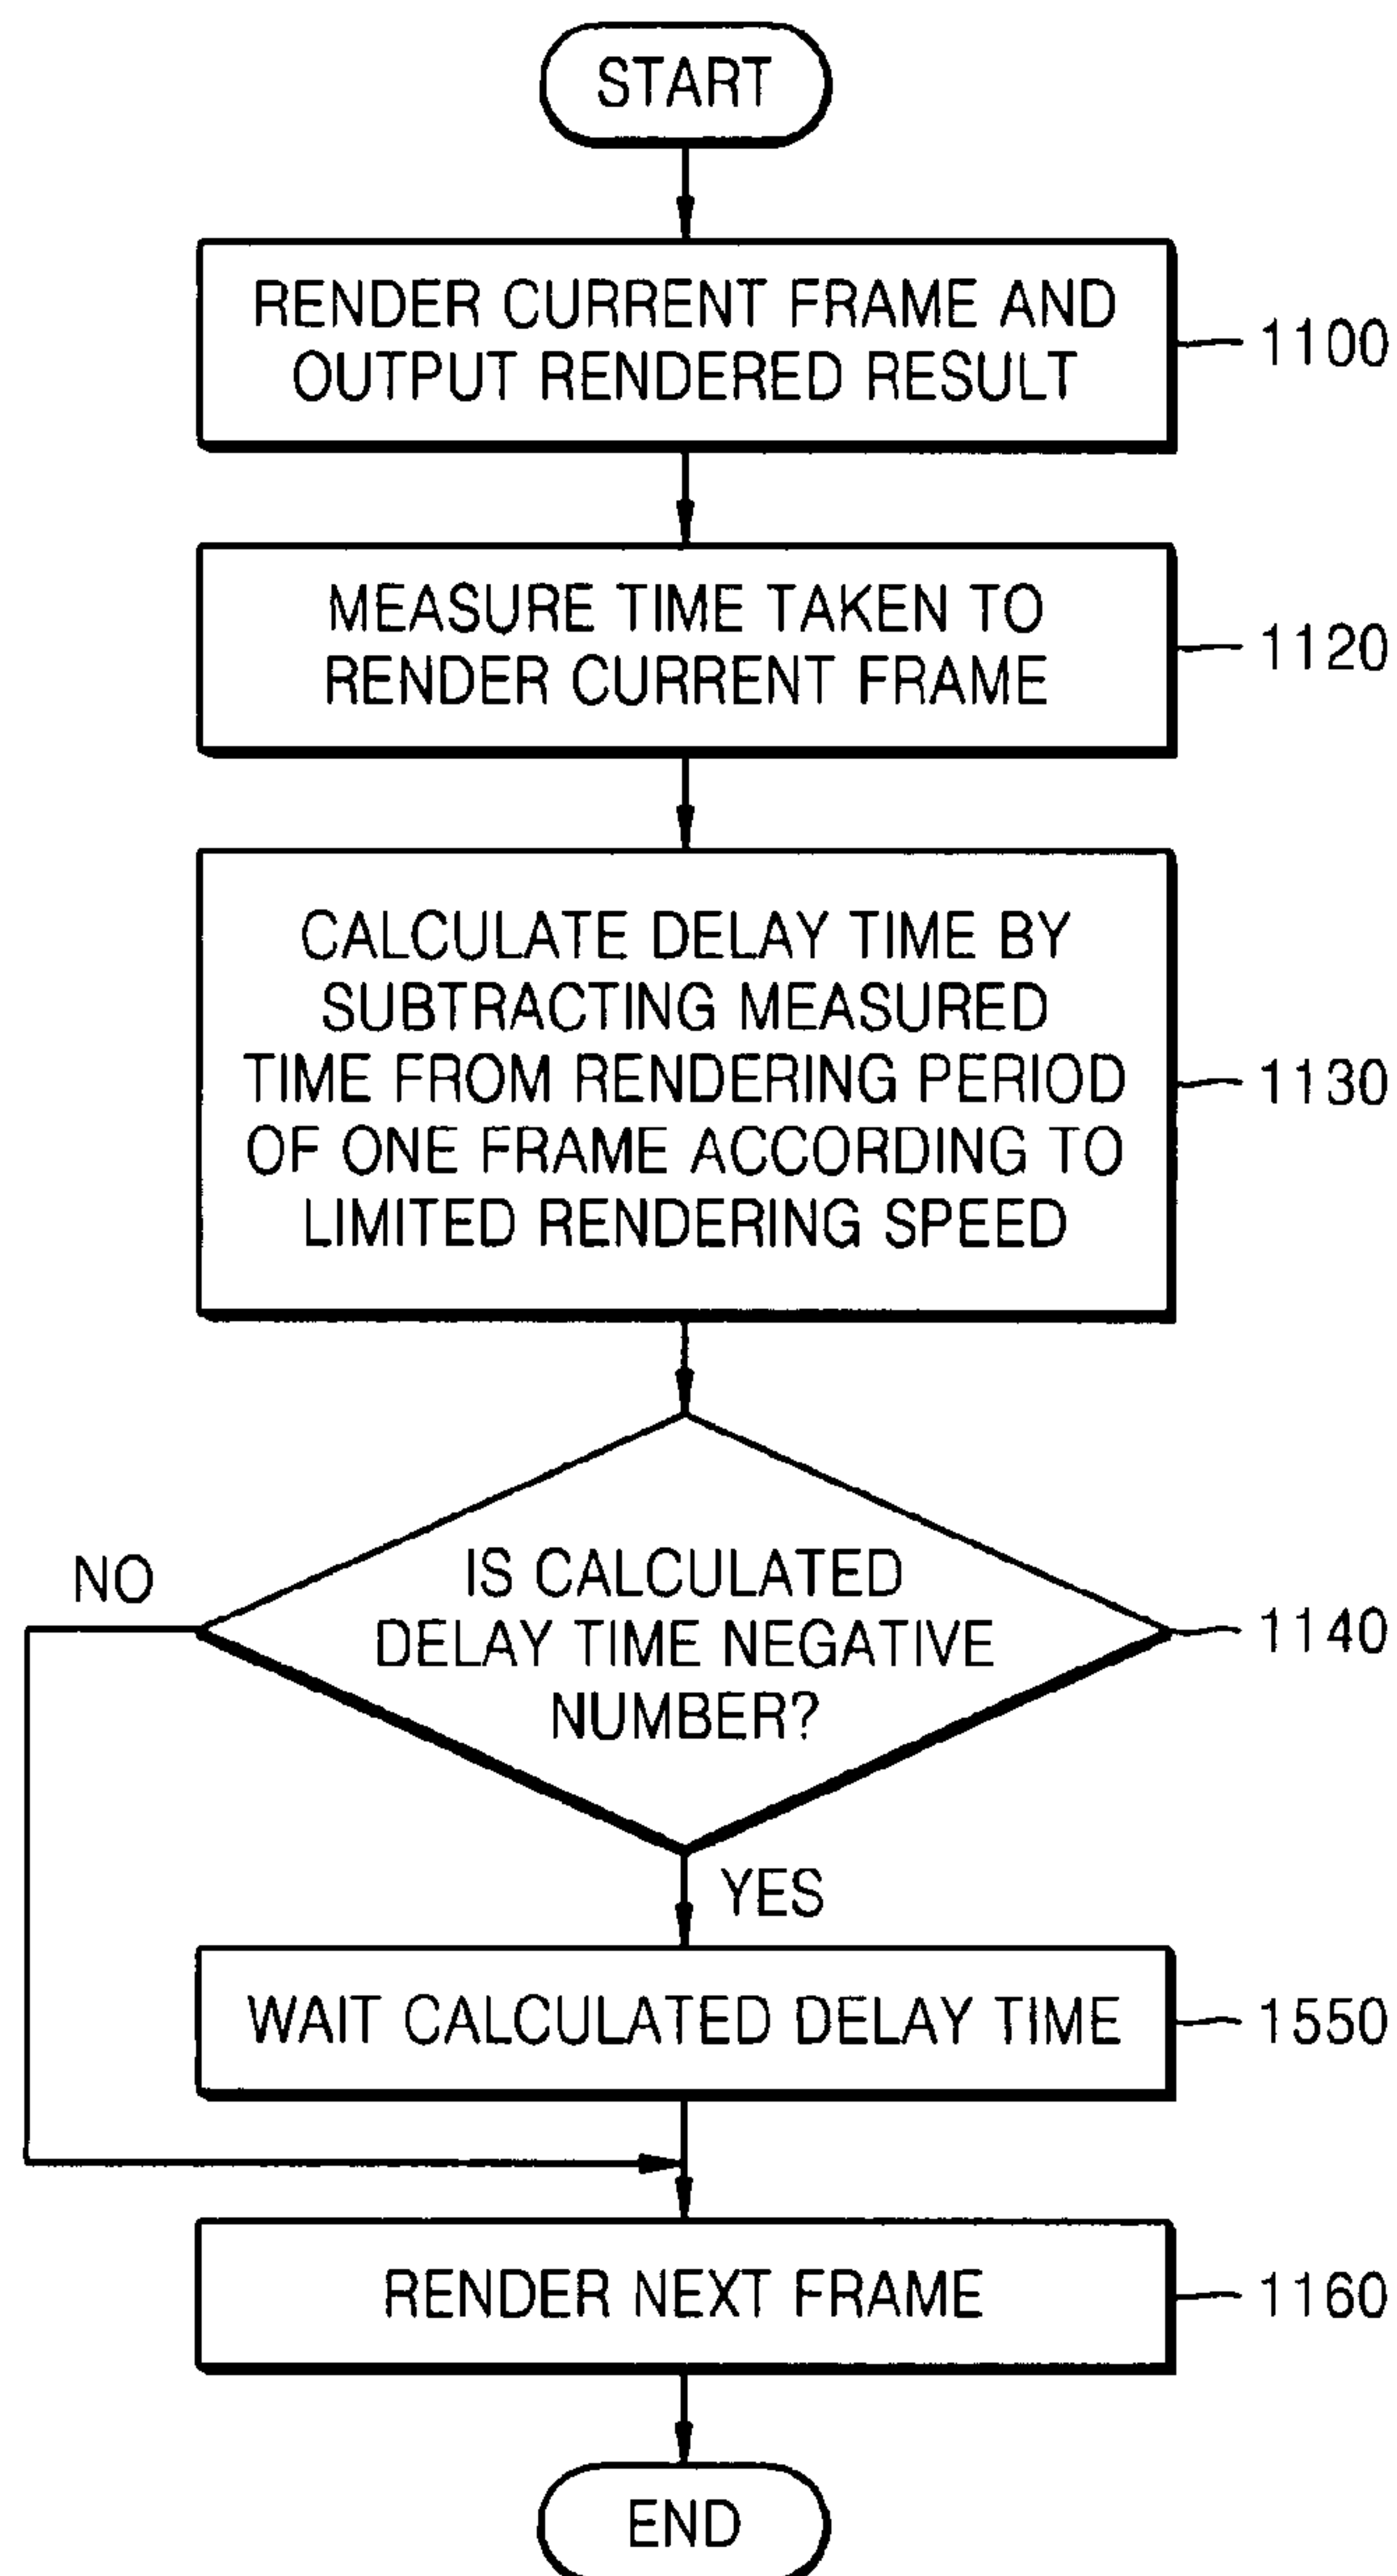 START
RENDER CURRENT FRAME AND
OUTPUT RENDERED RESULT
1100
MEASURE TIME TAKEN TO
RENDER CURRENT FRAME
1120
CALCULATE DELAY TIME BY
SUBTRACTING MEASURED
TIME FROM RENDERING PERIOD
OF ONE FRAME ACCORDING TO
LIMITED RENDERING SPEED
1130
NO
IS CALCULATED
DELAY TIME NEGATIVE
NUMBER?
1140
YES
WAIT CALCULATED DELAY TIME
1550
RENDER NEXT FRAME
1160
END